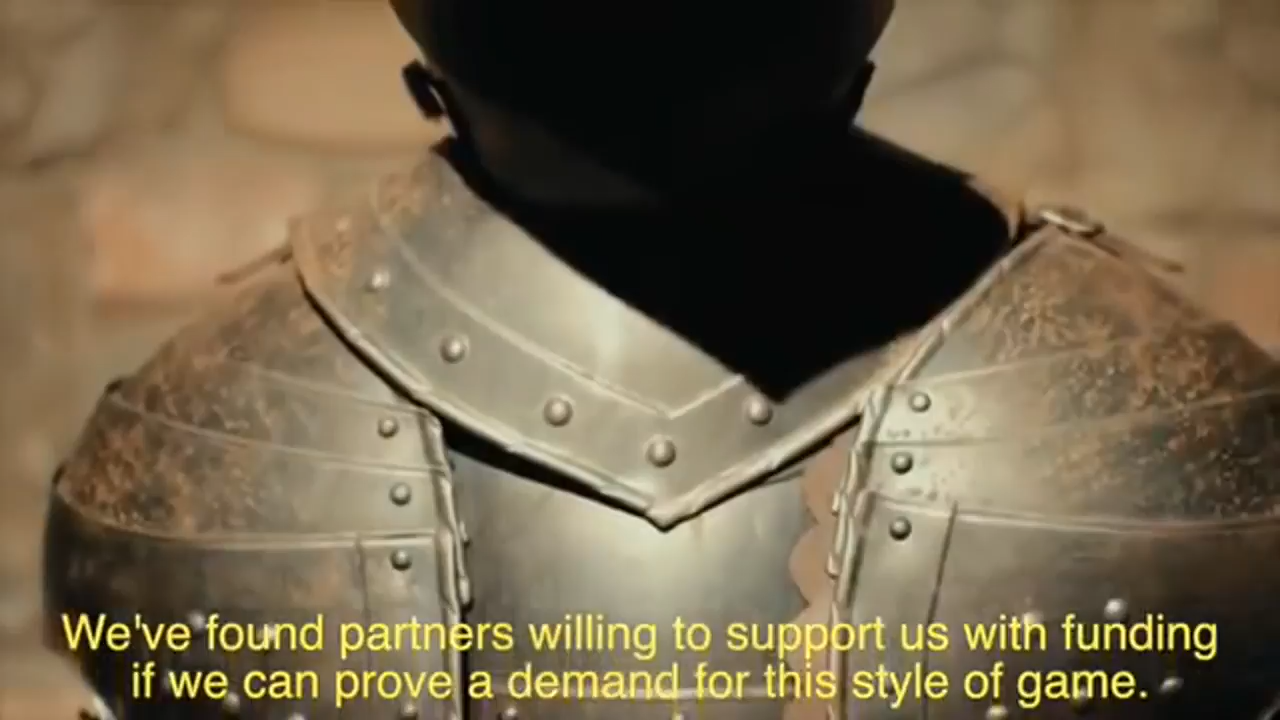 We've found partners willing to support us with funding
if we can prove a demand for this style of game.